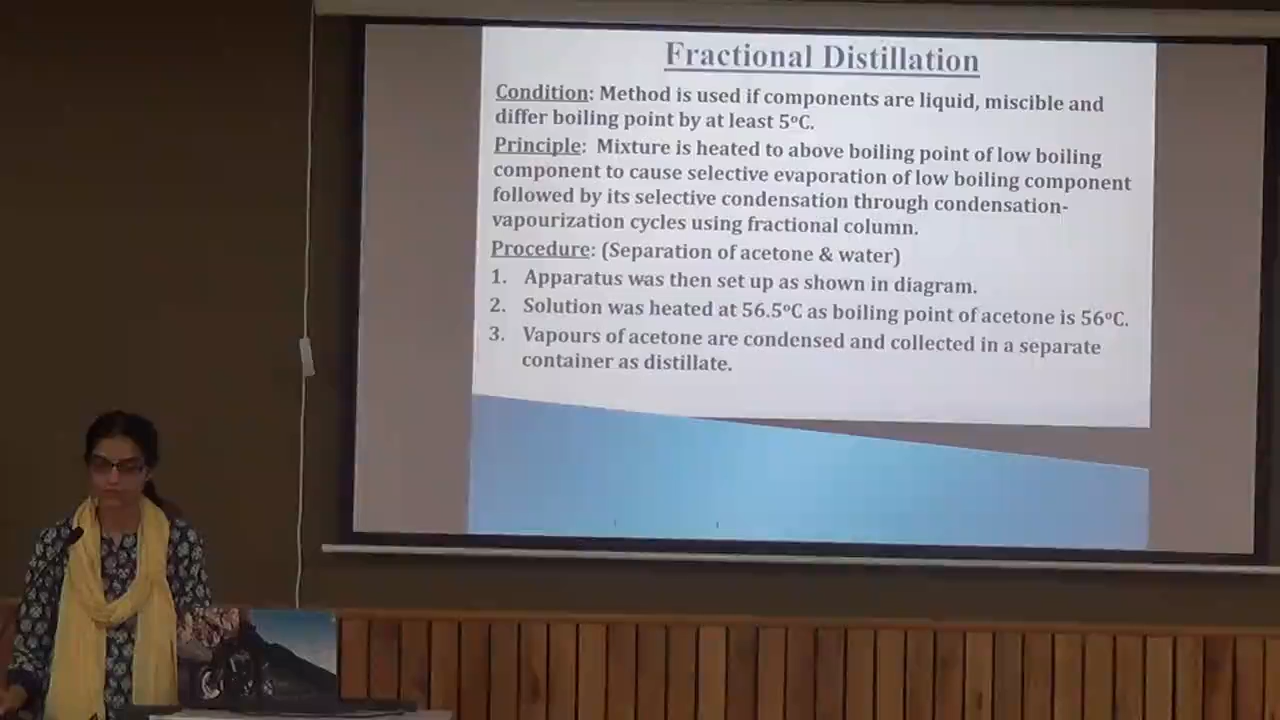 Fractional Distillation
Condition: Method is used if components are liquid, miscible and
differ boiling point by at least 5°C.
Principle: Mixture is heated to above boiling point of low boiling
component to cause selective evaporation of low boiling component
followed by its selective condensation through condensation-
vapourization cycles using fractional column.
Procedure: (Separation of acetone & water)
1. Apparatus was then set up as shown in diagram.
2. Solution was heated at 56.5°C as boiling point of acetone is 56°C.
3. Vapours of acetone are condensed and collected in a separate
container as distillate.